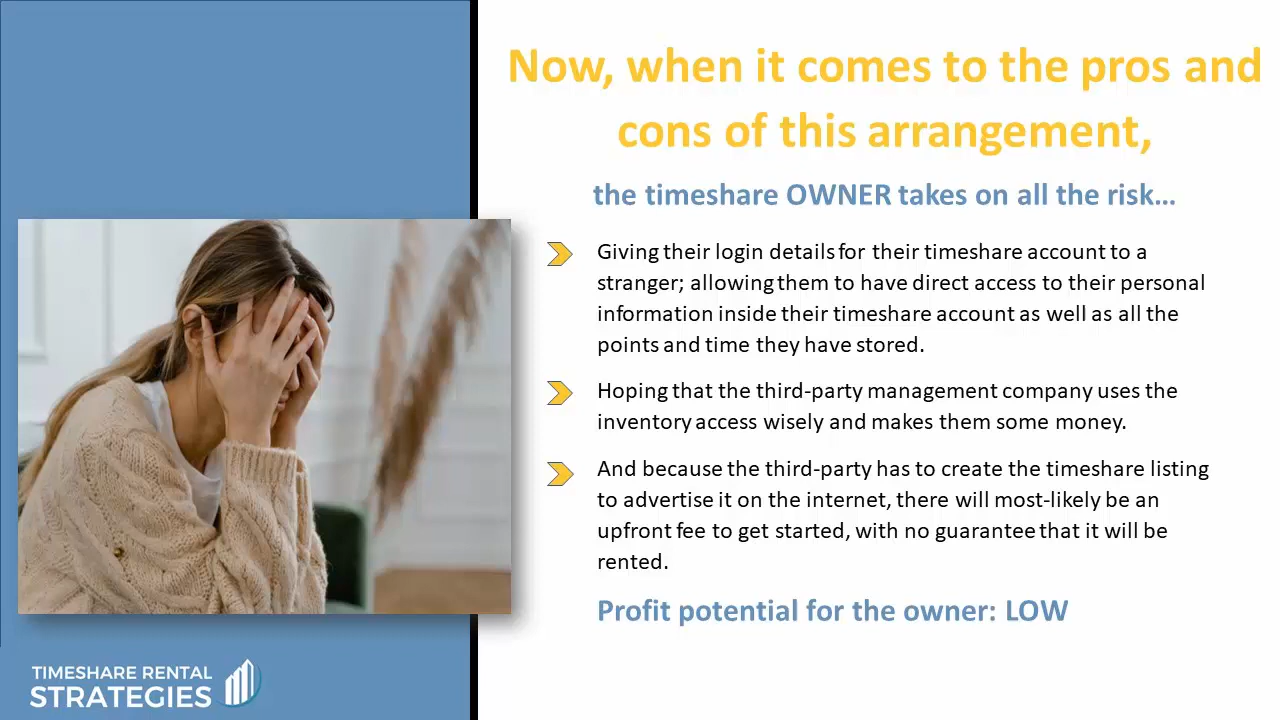 Now, when it comes to the pros and
cons of this arrangement,
the timeshare OWNER takes on all the risk...
Giving their login details for their timeshare account to a
stranger; allowing them to have direct access to their personal
information inside their timeshare account as well as all the
points and time they have stored.
Hoping that the third-party management company uses the
inventory access wisely and makes them some money.
And because the third-party has to create the timeshare listing
to advertise it on the internet, there will most-likely be an
upfront fee to get started, with no guarantee that it will be
rented.
Profit potential for the owner: LOW
TIMESHARE RENTAL
STRATEGIES